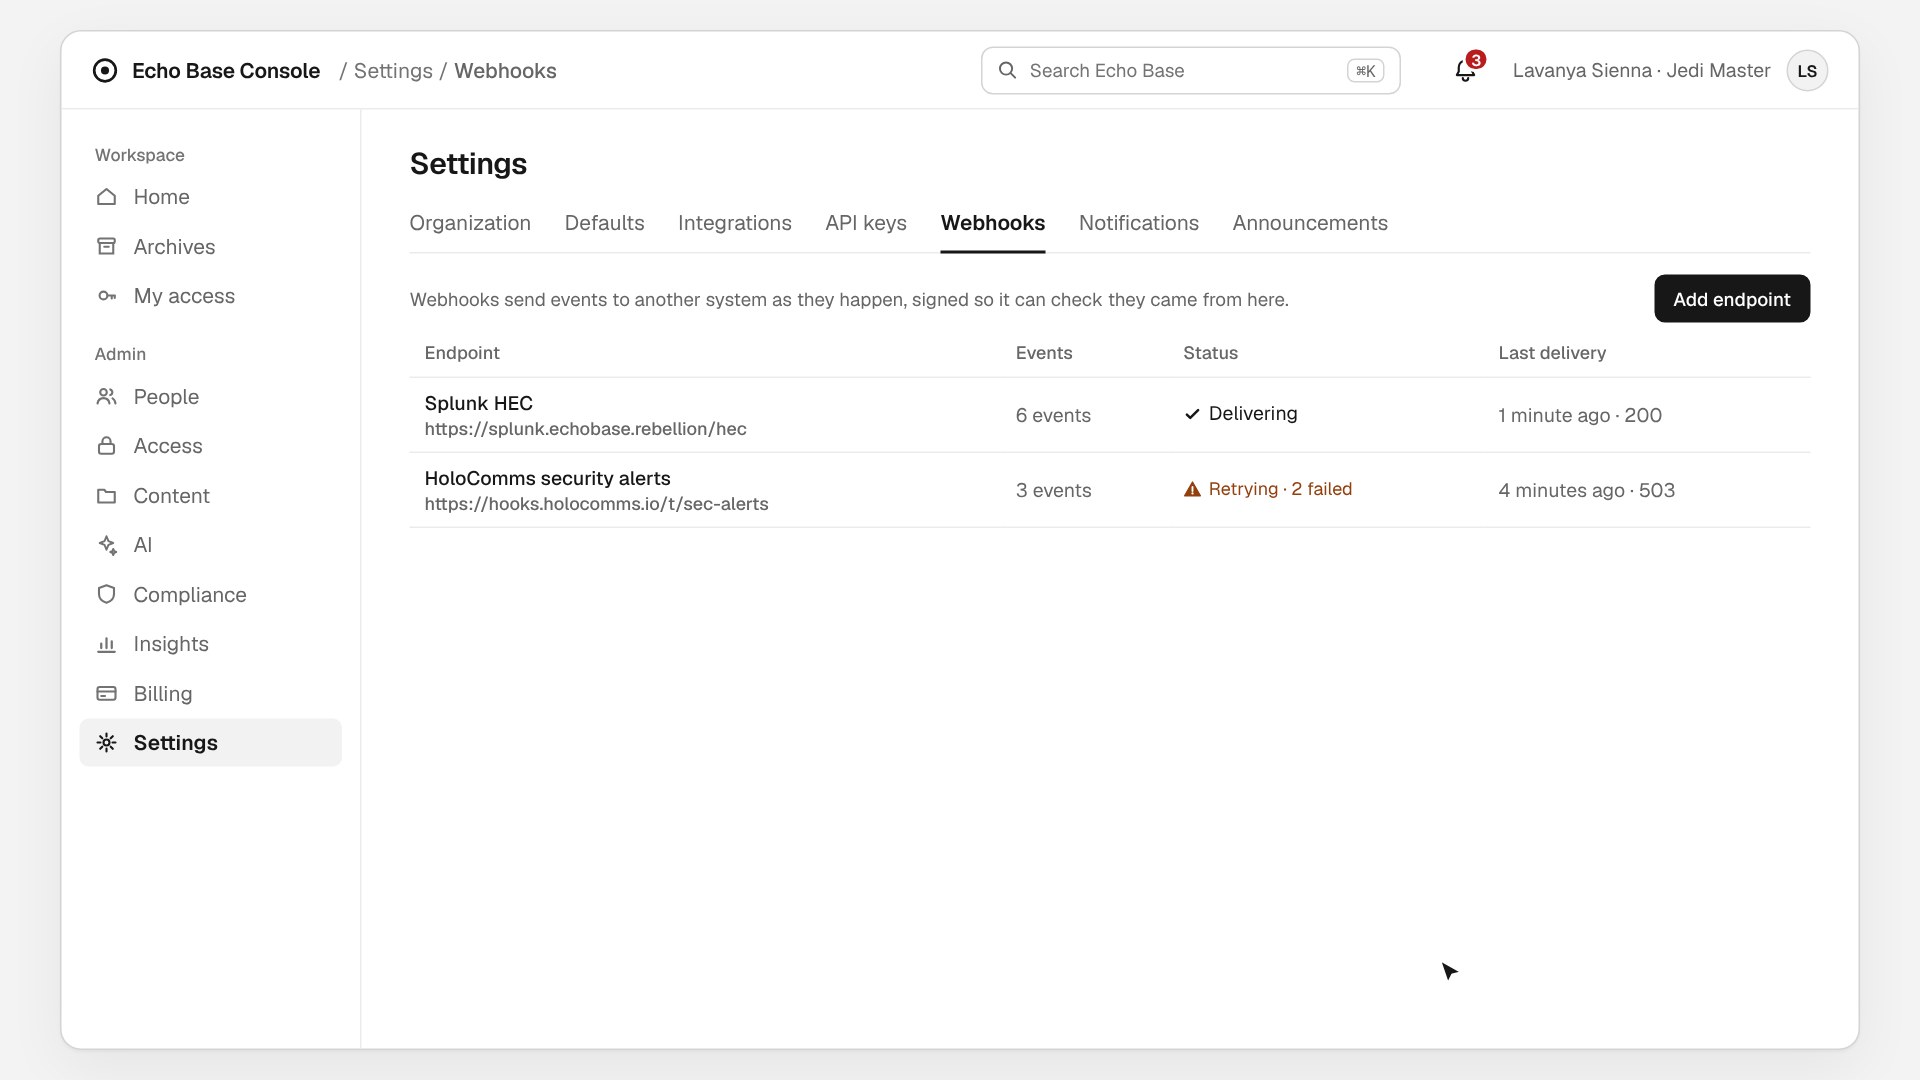 Echo Base Console / Settings / Webhooks
Search Echo Base ⌘K
3
Lavanya Sienna · Jedi Master LS
Workspace
Home
Archives
My access
Admin
People
Access
Content
AI
Compliance
Insights
Billing
Settings
Settings
Organization Defaults Integrations API keys Webhooks Notifications Announcements
Webhooks send events to another system as they happen, signed so it can check they came from here.
Add endpoint
Endpoint Events Status Last delivery
Splunk HEC
https://splunk.echobase.rebellion/hec
6 events Delivering 1 minute ago · 200
HoloComms security alerts
https://hooks.holocomms.io/t/sec-alerts
3 events Retrying · 2 failed 4 minutes ago · 503